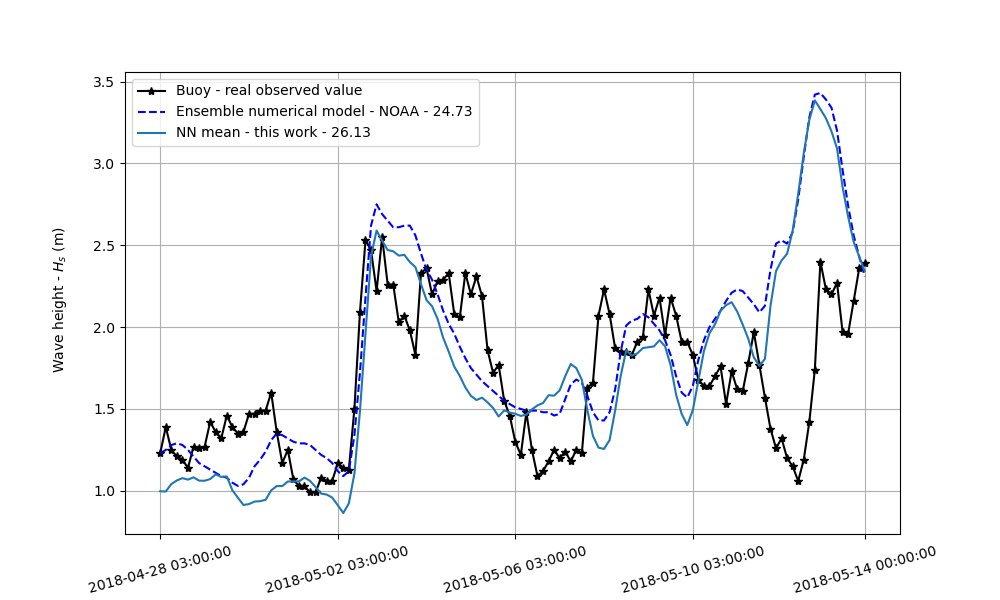 Buoy - real observed value
Ensemble numerical model - NOAA - 24.73
NN mean - this work - 26.13
Wave height - Hs (m)
3.5
3.0
2.5
2.0
1.5
1.0
2018-04-28 03:00:00
2018-05-02 03:00:00
2018-05-06 03:00:00
2018-05-10 03:00:00
2018-05-14 00:00:00